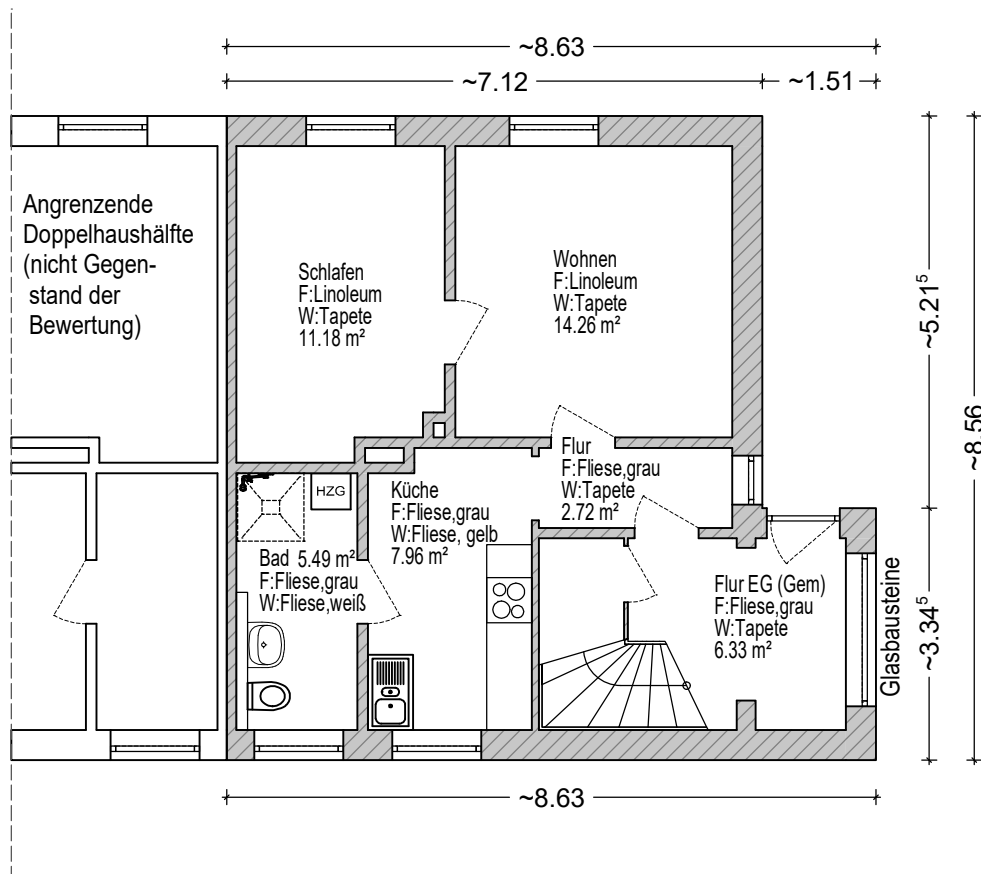 ~8.63
~7.12
~1.51
Angrenzende
Doppelhaushälfte
(nicht Gegen-
stand der
Bewertung)
Schlafen
F:Linoleum
W:Tapete
11.18 m²
Wohnen
F:Linoleum
W:Tapete
14.26 m²
~5.21⁵
~8.56
Flur
F:Fliese,grau
W:Tapete
2.72 m²
HZG
Küche
F:Fliese,grau
W:Fliese, gelb
7.96 m²
Bad 5.49 m²
F:Fliese,grau
W:Fliese,weiß
Flur EG (Gem)
F:Fliese,grau
W:Tapete
6.33 m²
Glasbausteine
~3.34⁵
~8.63